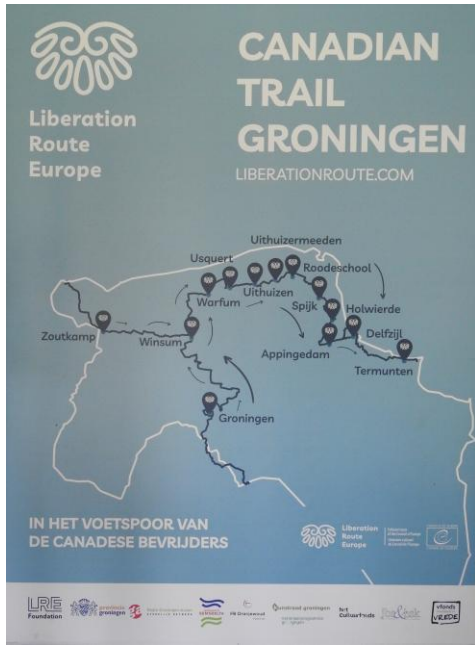 Liberation
Route
Europe
CANADIAN
TRAIL
GRONINGEN
LIBERATIONROUTE.COM
Uithuizermeeden
Usquert
Roodeschool
Warfum
Uithuizen
Spijk
Holwierde
Zoutkamp
Winsum
Delfzijl
Appingedam
Termunten
Groningen
IN HET VOETSPOOR VAN
DE CANADESE BEVRIJDERS
Liberation
Route
Europe
LRE
Foundation
provincie
groningen
vfonds
VREDE